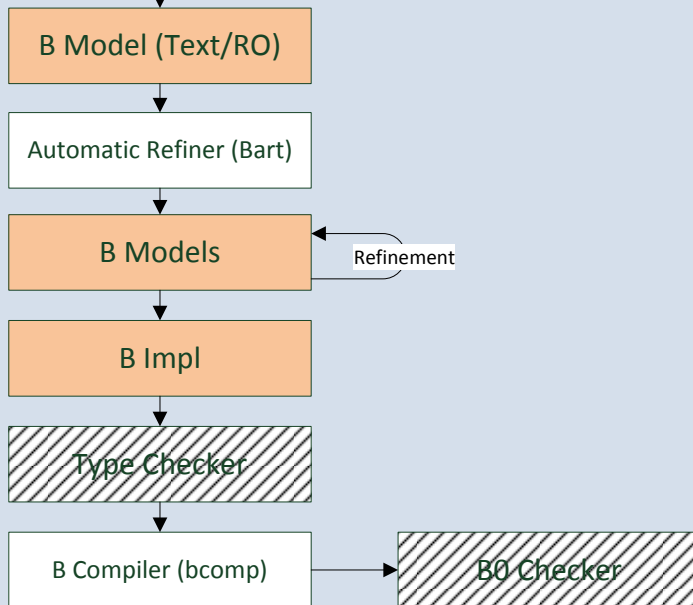 B Model (Text/RO)
Automatic Refiner (Bart)
B Models
Refinement
B Impl
Type Checker
B Compiler (bcomp)
B0 Checker